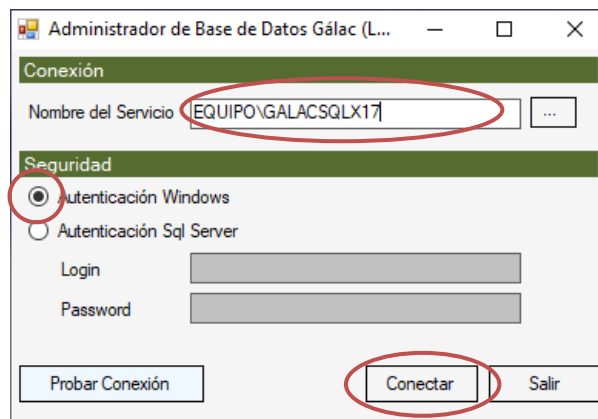 Administrador de Base de Datos Gálac (L...
Conexión
Nombre del Servicio EQUIPO\GALACSQLX17 ...
Seguridad
Autenticación Windows
Autenticación Sql Server
Login
Password
Probar Conexión Conectar Salir